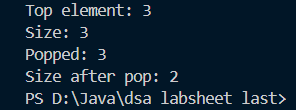 Top element: 3
Size: 3
Popped: 3
Size after pop: 2
PS D:\Java\dsa labsheet last>